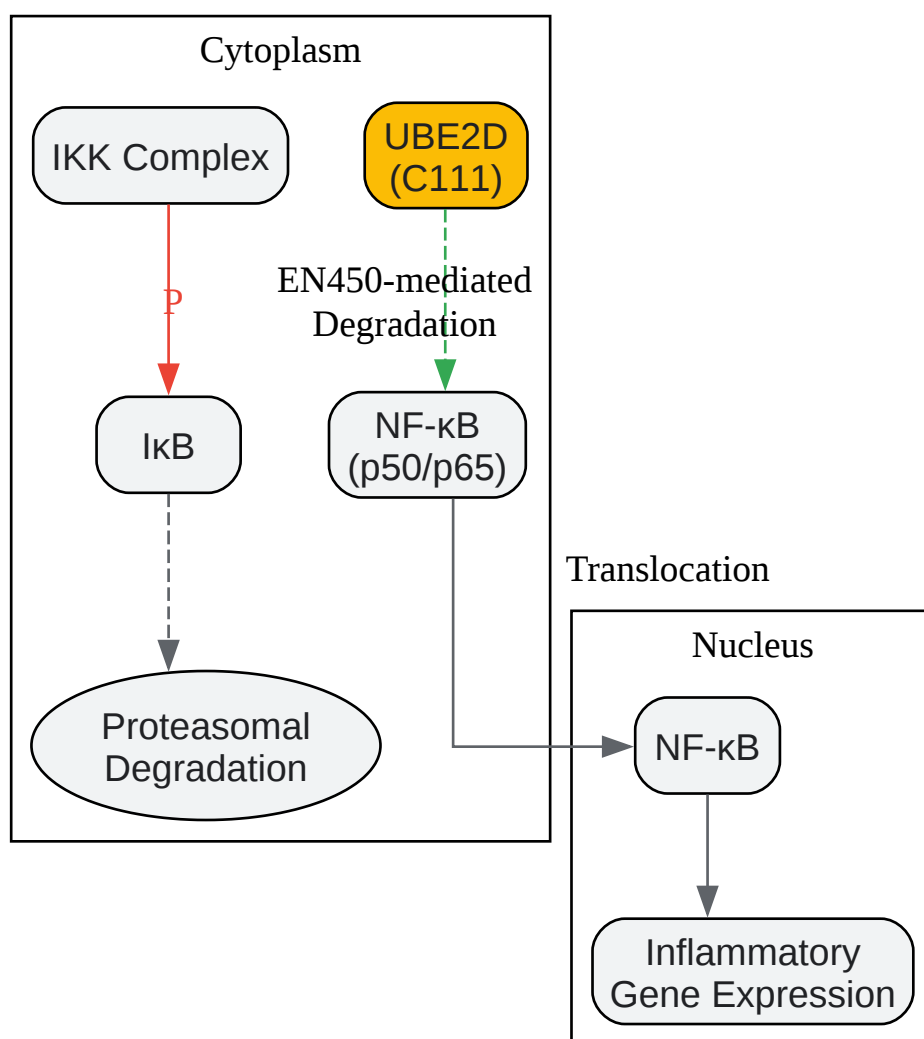 Cytoplasm
IKK Complex
UBE2D
(C111)
P
EN450-mediated
Degradation
IκB
NF-κB
(p50/p65)
Translocation
Nucleus
Proteasomal
Degradation
NF-κB
Inflammatory
Gene Expression